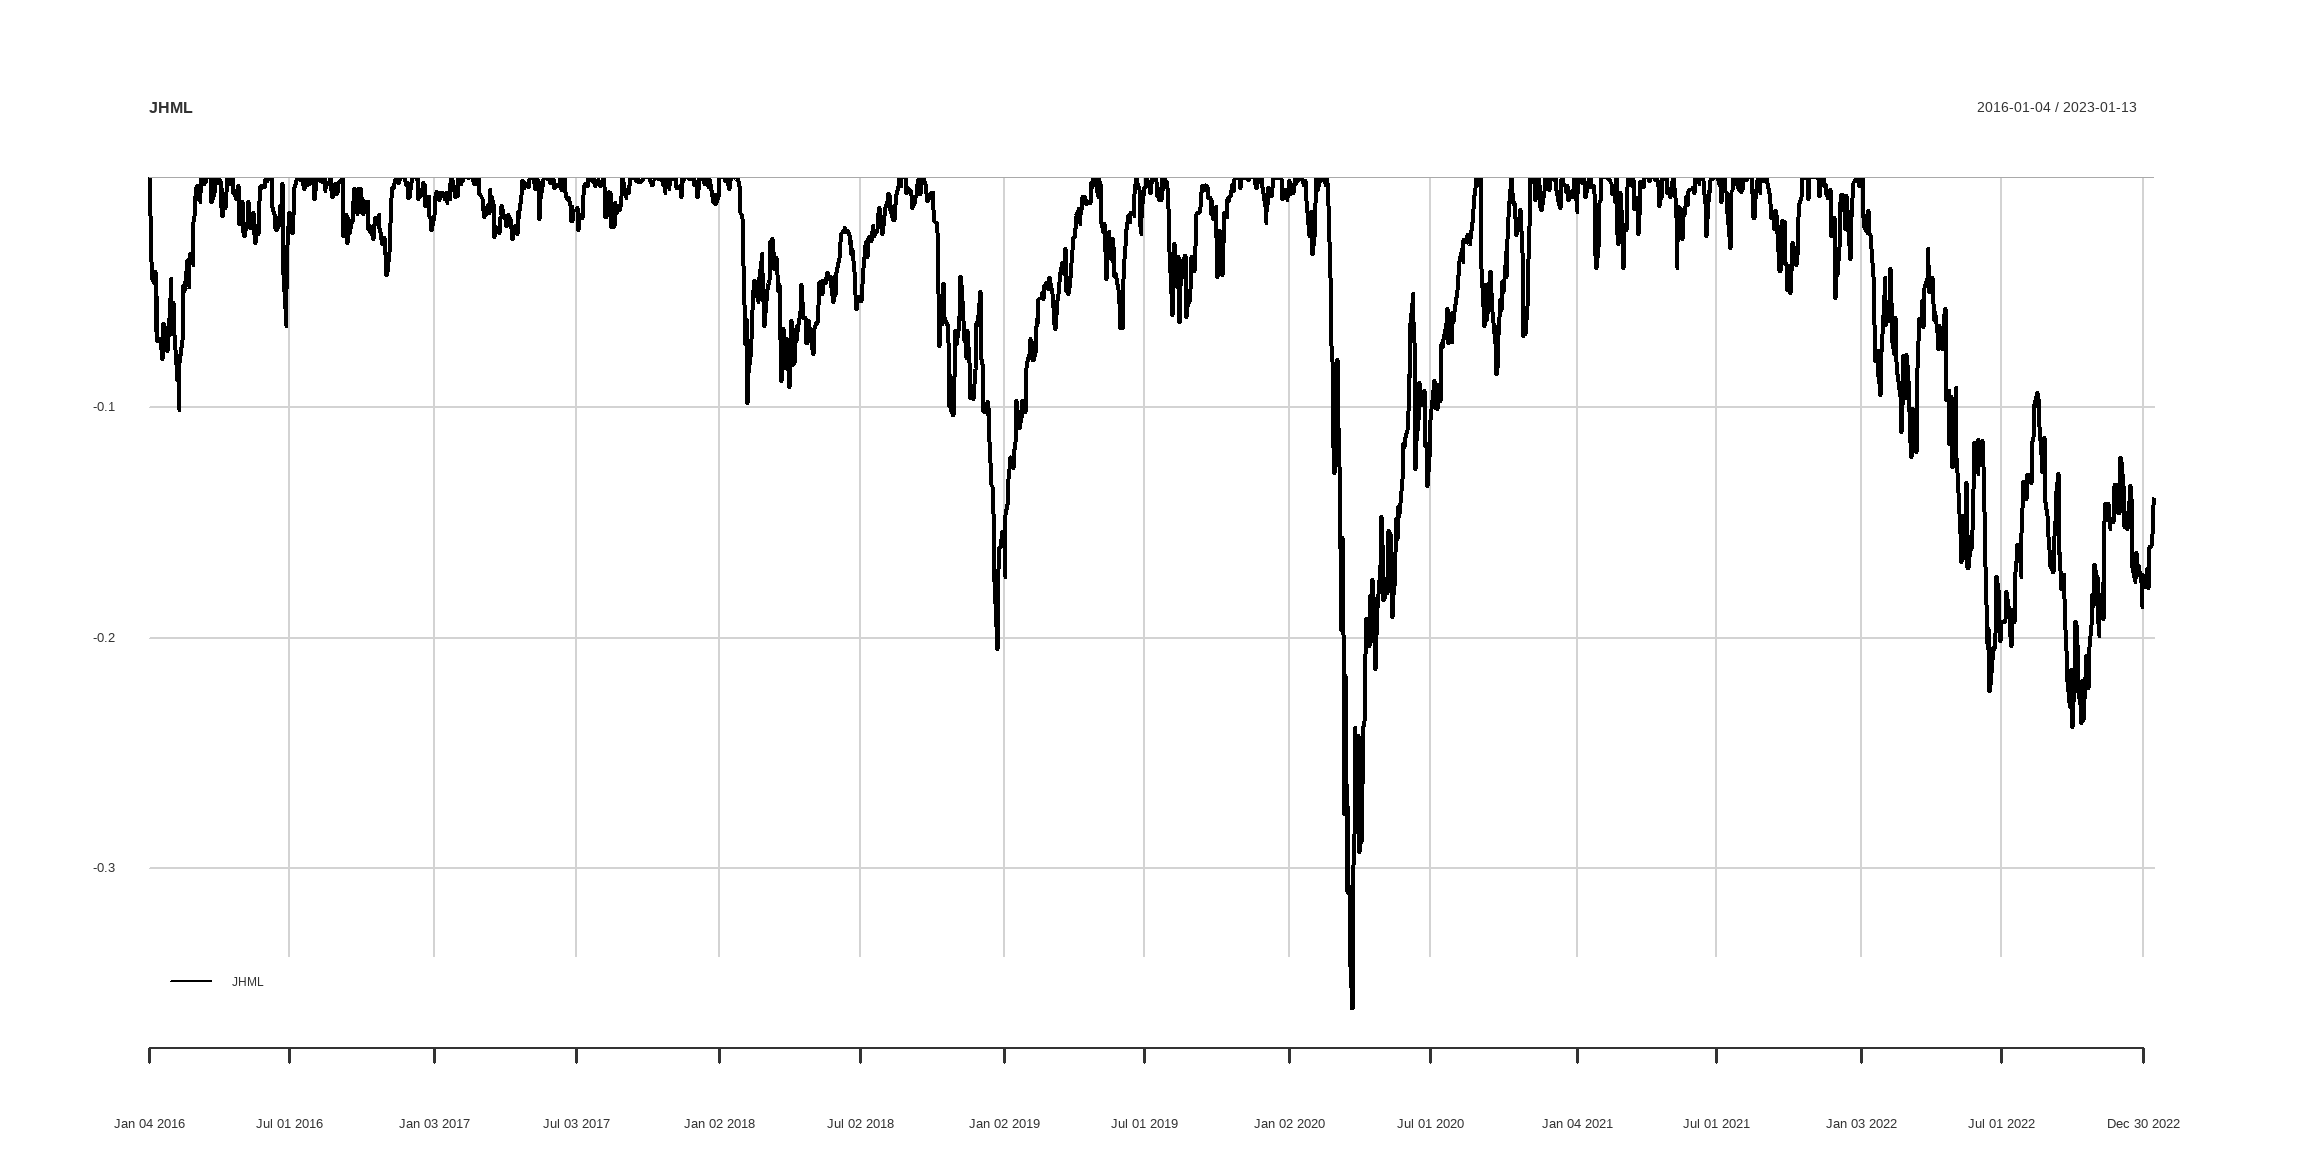 JHML
2016-01-04 / 2023-01-13
-0.1
-0.2
-0.3
JHML
Jan 04 2016
Jul 01 2016
Jan 03 2017
Jul 03 2017
Jan 02 2018
Jul 02 2018
Jan 02 2019
Jul 01 2019
Jan 02 2020
Jul 01 2020
Jan 04 2021
Jul 01 2021
Jan 03 2022
Jul 01 2022
Dec 30 2022